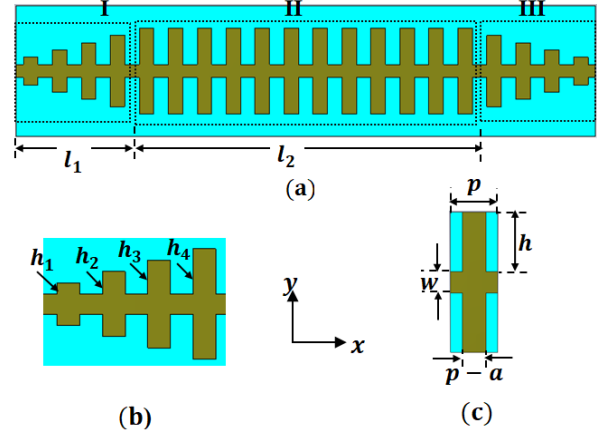 I II III
l₁ l₂
(a)
h₁ h₂ h₃ h₄
(b)
y
x
p
h
w
p − a
(c)